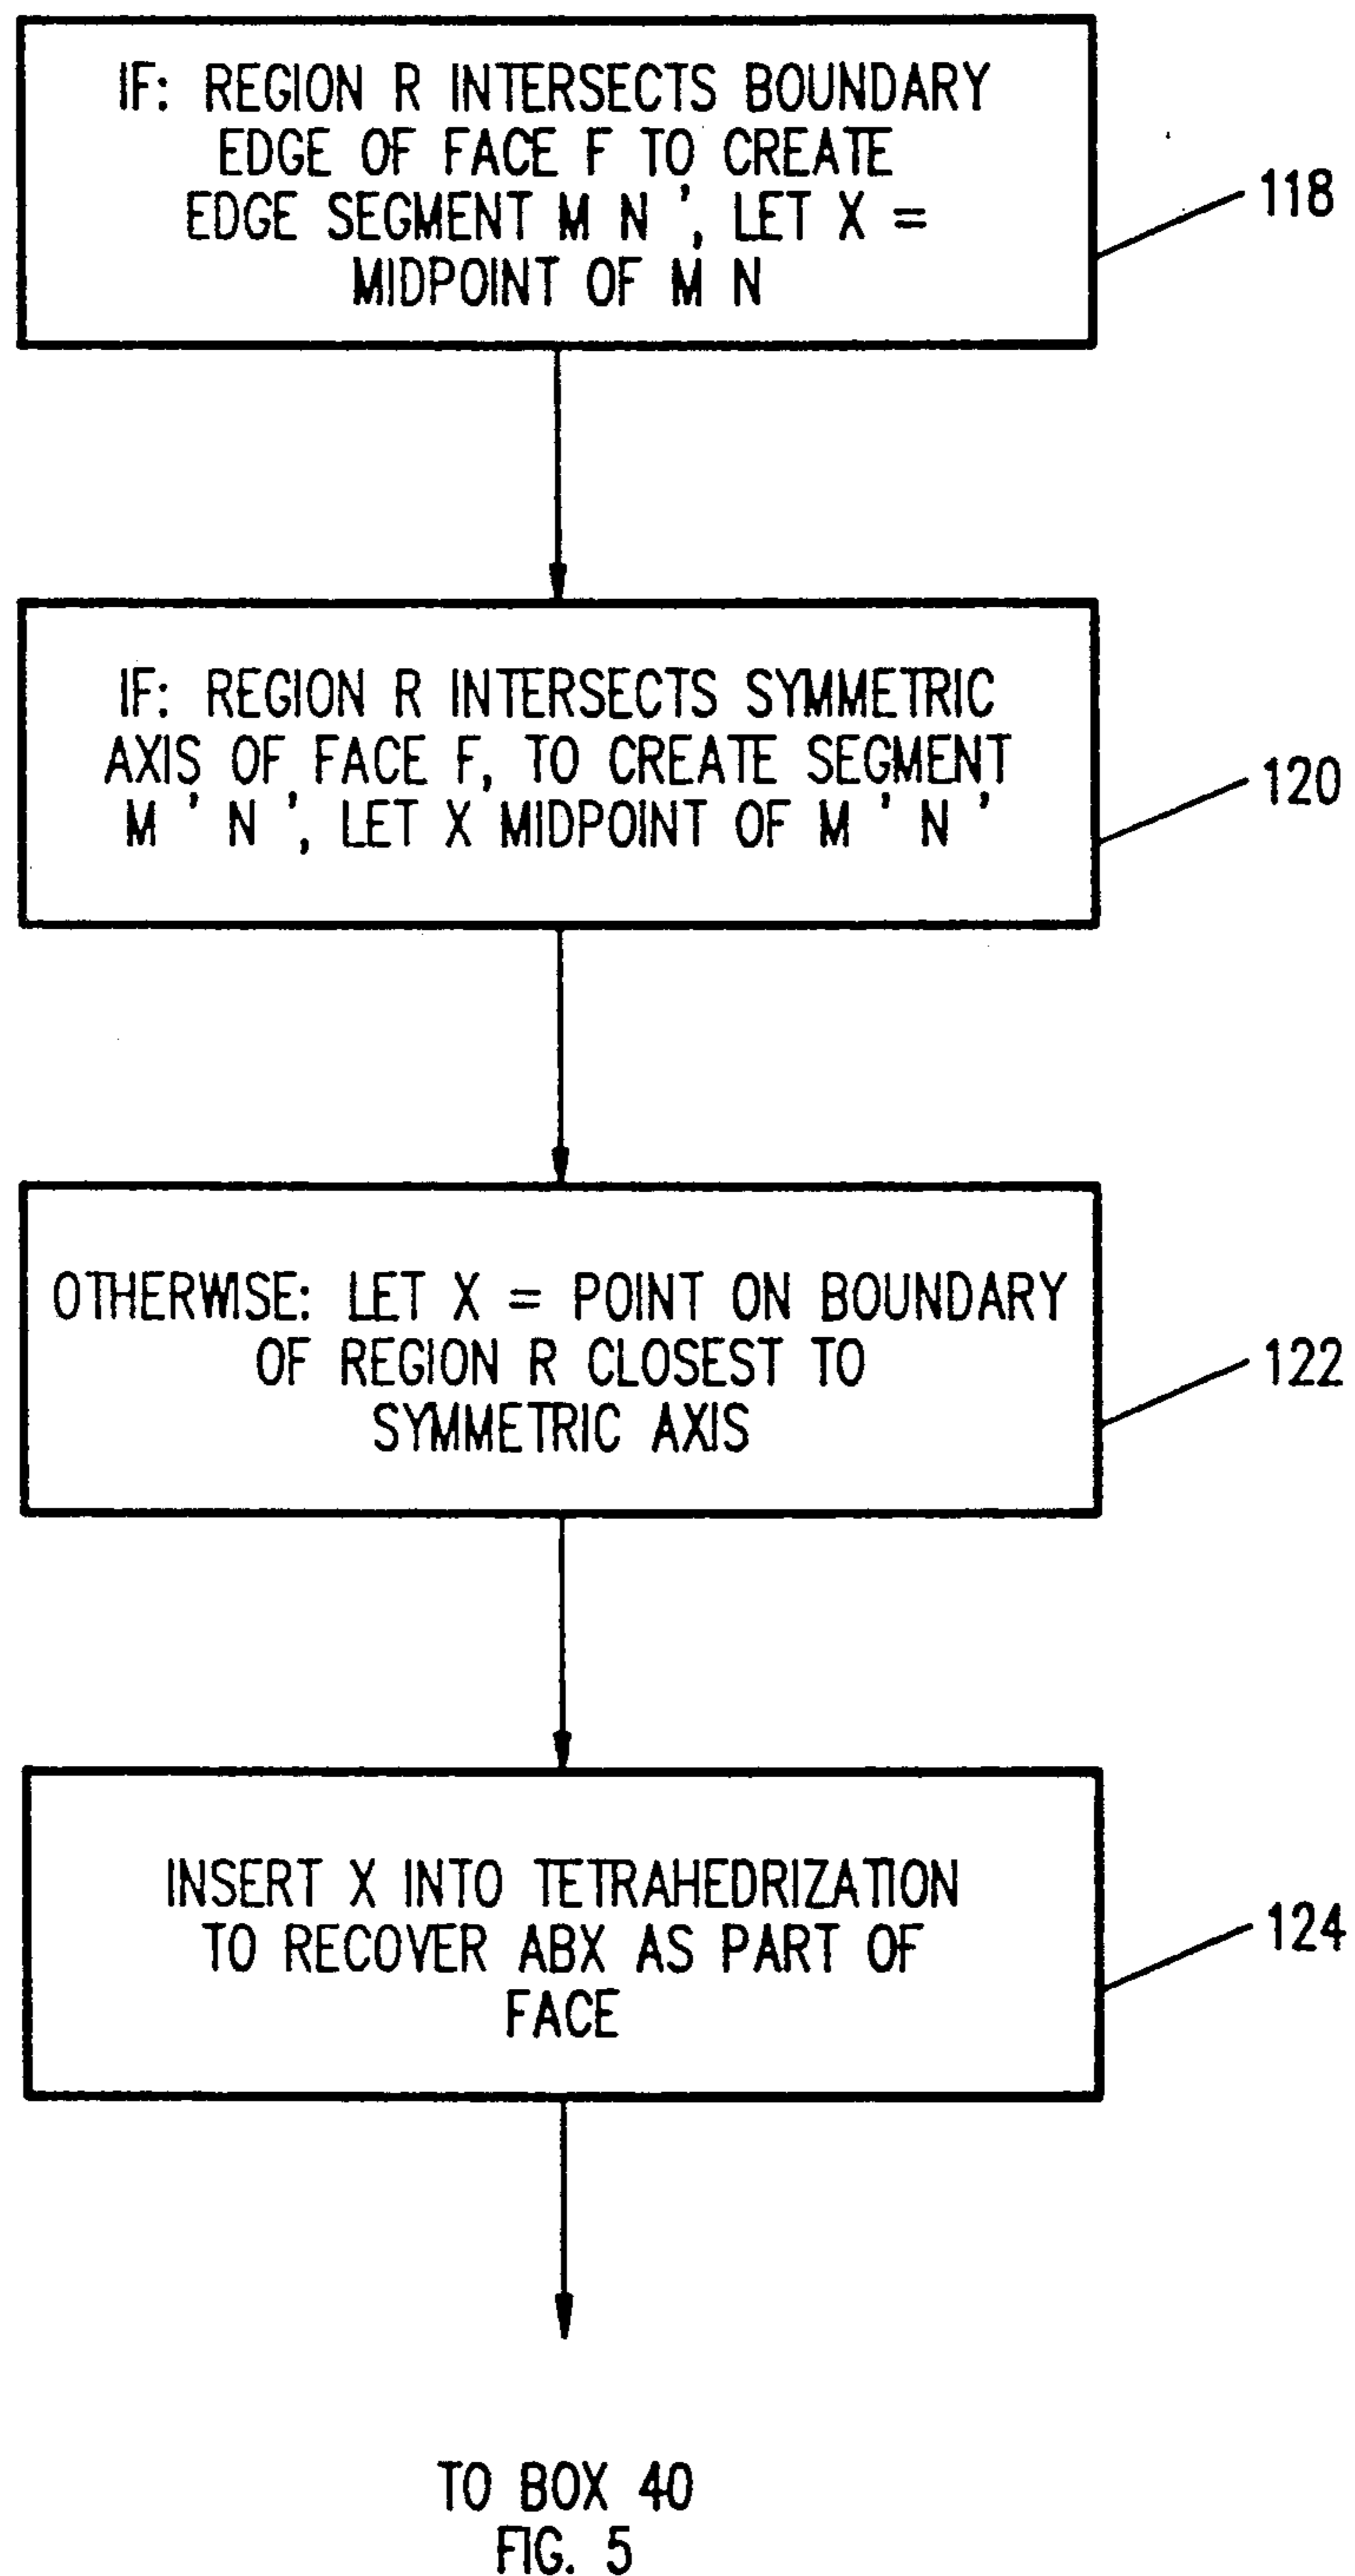 IF: REGION R INTERSECTS BOUNDARY
EDGE OF FACE F TO CREATE
EDGE SEGMENT M N ', LET X =
MIDPOINT OF M N
118
IF: REGION R INTERSECTS SYMMETRIC
AXIS OF FACE F, TO CREATE SEGMENT
M ' N ', LET X MIDPOINT OF M ' N '
120
OTHERWISE: LET X = POINT ON BOUNDARY
OF REGION R CLOSEST TO
SYMMETRIC AXIS
122
INSERT X INTO TETRAHEDRIZATION
TO RECOVER ABX AS PART OF
FACE
124
TO BOX 40
FIG. 5